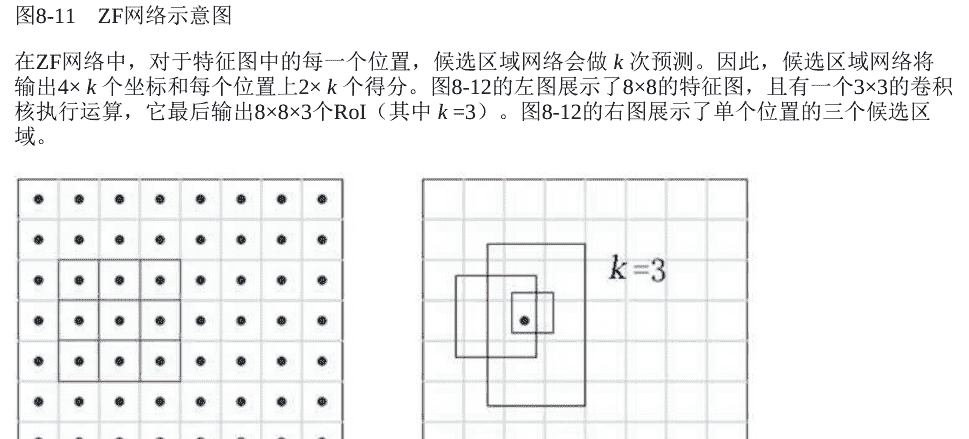 图8-11 ZF网络示意图
在ZF网络中，对于特征图中的每一个位置，候选区域网络会做 k 次预测。因此，候选区域网络将
输出4× k 个坐标和每个位置上2× k 个得分。图8-12的左图展示了8×8的特征图，且有一个3×3的卷积
核执行运算，它最后输出8×8×3个RoI（其中 k =3）。图8-12的右图展示了单个位置的三个候选区
域。
k =3